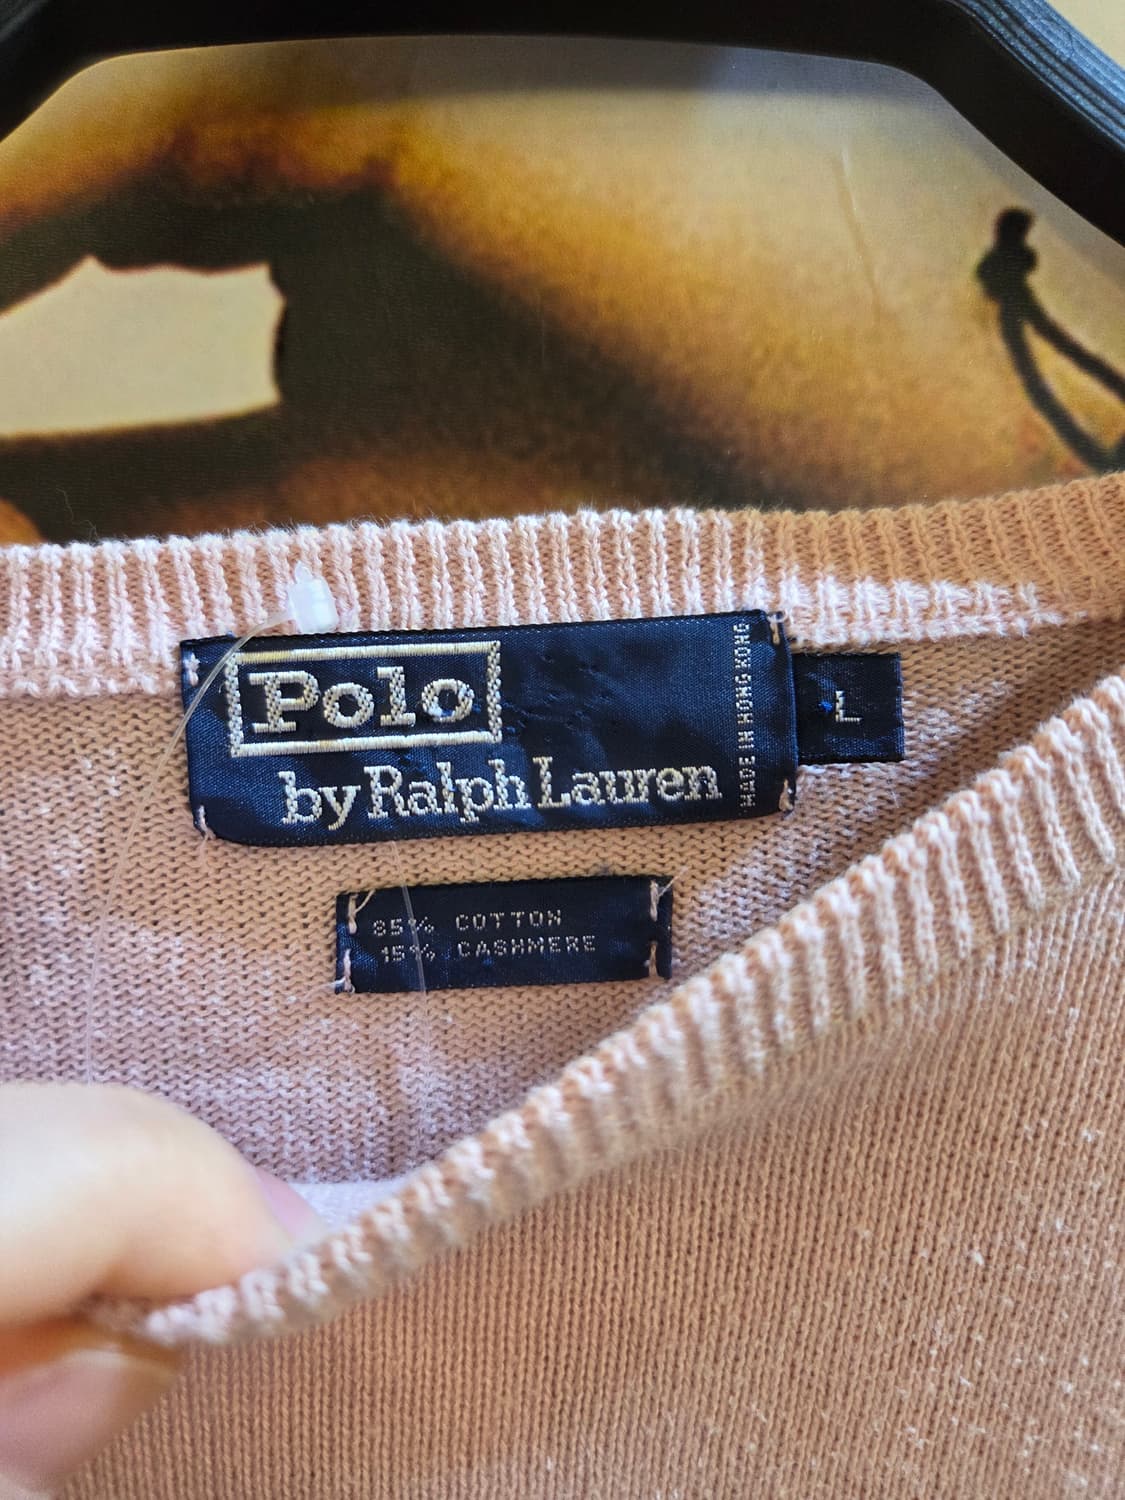 Polo
by Ralph Lauren
MADE IN HONG KONG
L
85% COTTON
15% CASHMERE